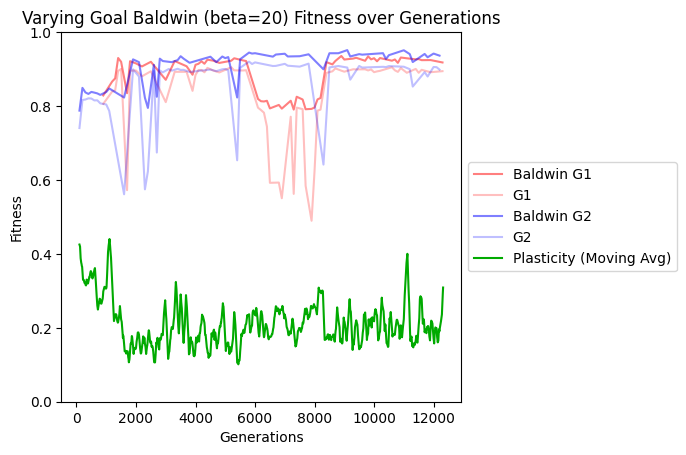 Varying Goal Baldwin (beta=20) Fitness over Generations
1.0
0.8
0.6
0.4
0.2
0.0
Fitness
0 2000 4000 6000 8000 10000 12000
Generations
Baldwin G1
G1
Baldwin G2
G2
Plasticity (Moving Avg)